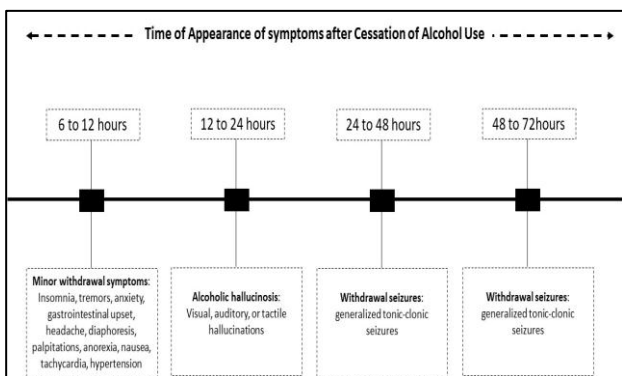 Time of Appearance of symptoms after Cessation of Alcohol Use
6 to 12 hours
12 to 24 hours
24 to 48 hours
48 to 72hours
Minor withdrawal symptoms:
Insomnia, tremors, anxiety,
gastrointestinal upset,
headache, diaphoresis,
palpitations, anorexia, nausea,
tachycardia, hypertension
Alcoholic hallucinosis:
Visual, auditory, or tactile
hallucinations
Withdrawal seizures:
generalized tonic-clonic
seizures
Withdrawal seizures:
generalized tonic-clonic
seizures